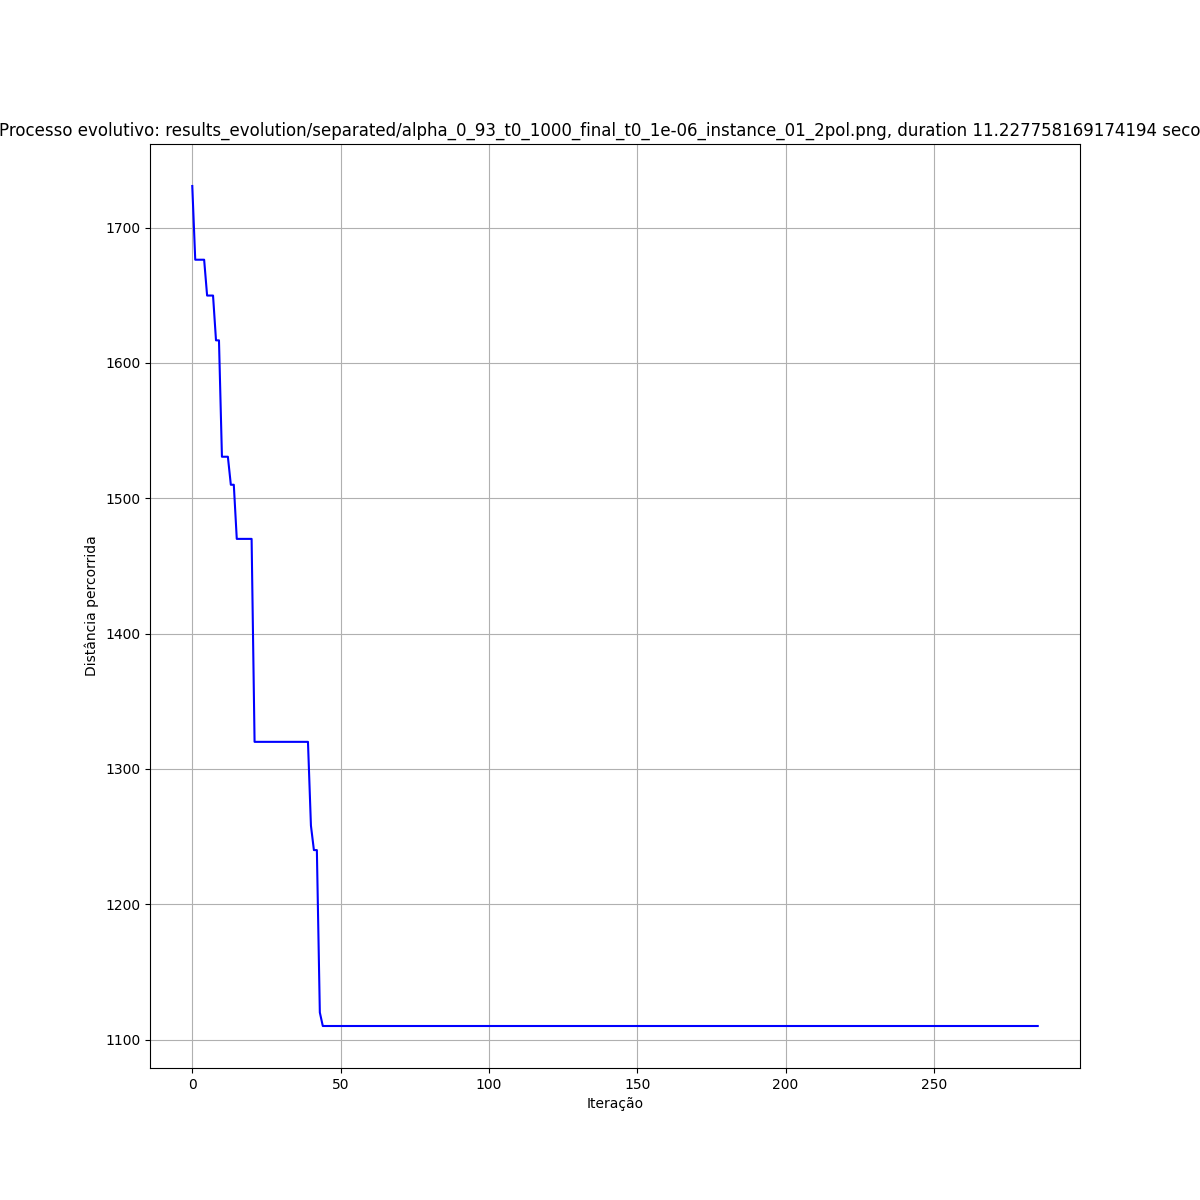 Processo evolutivo: results_evolution/separated/alpha_0_93_t0_1000_final_t0_1e-06_instance_01_2pol.png, duration 11.227758169174194 seco
1700
1600
1500
1400
1300
1200
1100
Distância percorrida
0 50 100 150 200 250
Iteração